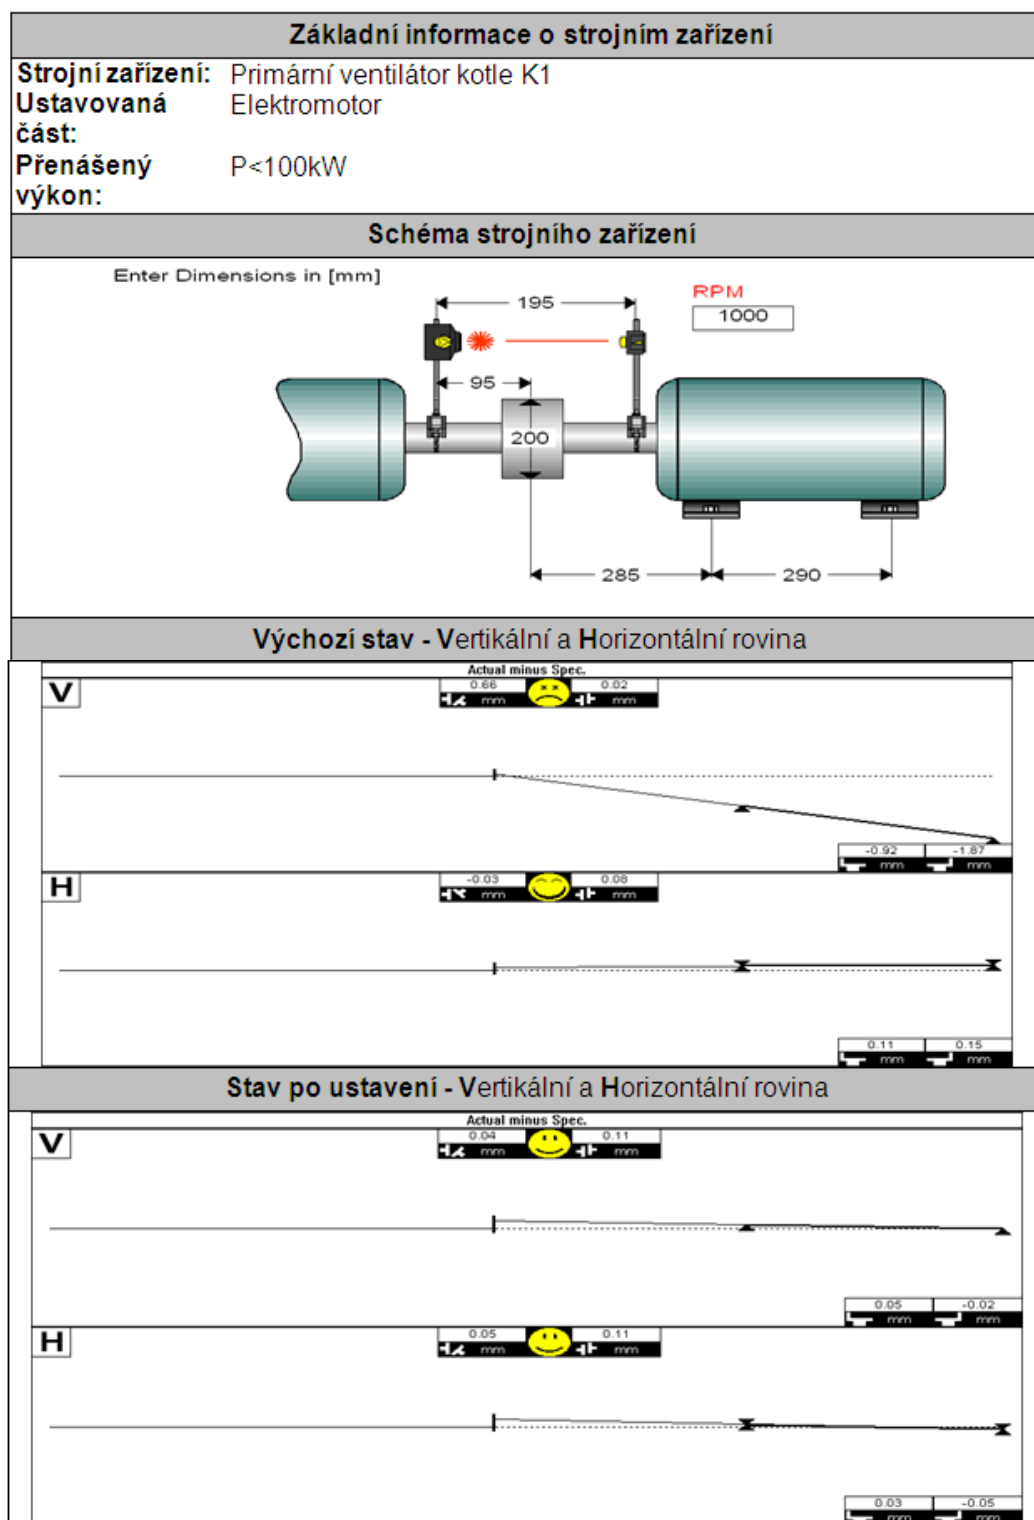 Základní informace o strojním zařízení
Strojní zařízení: Primární ventilátor kotle K1
Ustavovaná část: Elektromotor
Přenášený výkon: P<100kW
Schéma strojního zařízení
Enter Dimensions in [mm]
195
RPM
1000
95
200
285
290
Výchozí stav - Vertikální a Horizontální rovina
Actual minus Spec.
V
0.66 0.02
mm mm
-0.92 -1.87
mm mm
H
-0.03 0.08
mm mm
0.11 0.15
mm mm
Stav po ustavení - Vertikální a Horizontální rovina
Actual minus Spec.
V
0.04 0.11
mm mm
0.05 -0.02
mm mm
H
0.05 0.11
mm mm
0.03 -0.05
mm mm